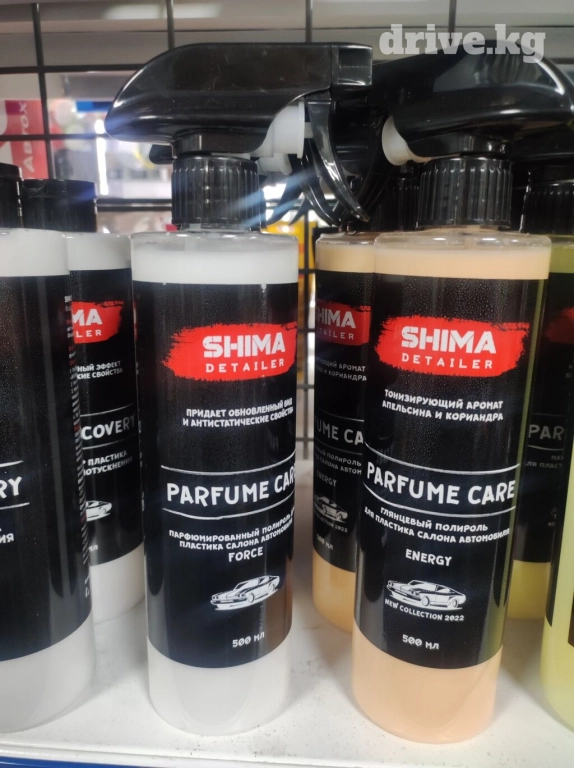 drive.kg
SHIMA
DETAILER
ПРИДАЕТ ОБНОВЛЕННЫЙ ВИД
И АНТИСТАТИЧЕСКИЕ СВОЙСТВА
PARFUME CARE
ПАРФЮМИРОВАННЫЙ ПОЛИРОЛЬ
ПЛАСТИКА САЛОНА АВТОМОБИЛЯ
FORCE
500 МЛ
SHIMA
DETAILER
ТОНИЗИРУЮЩИЙ АРОМАТ
АПЕЛЬСИНА И КОРИАНДРА
PARFUME CARE
ГЛЯНЦЕВЫЙ ПОЛИРОЛЬ
ДЛЯ ПЛАСТИКА САЛОНА АВТОМОБИЛЯ
ENERGY
NEW COLLECTION 2022
500 МЛ